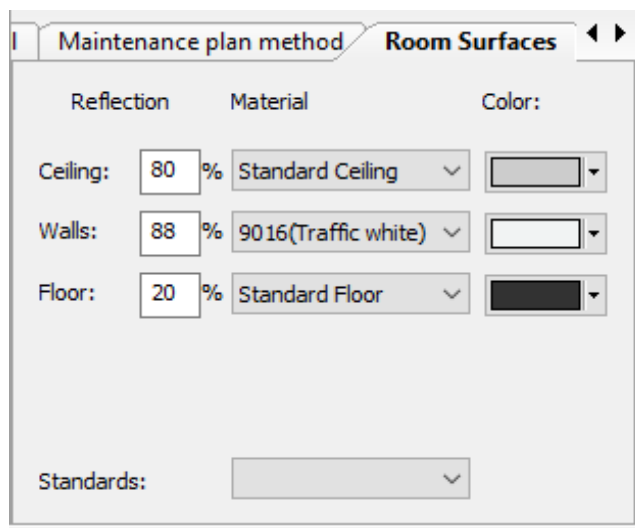 Maintenance plan method Room Surfaces
Reflection Material Color:
Ceiling: 80 % Standard Ceiling
Walls: 88 % 9016(Traffic white)
Floor: 20 % Standard Floor
Standards: